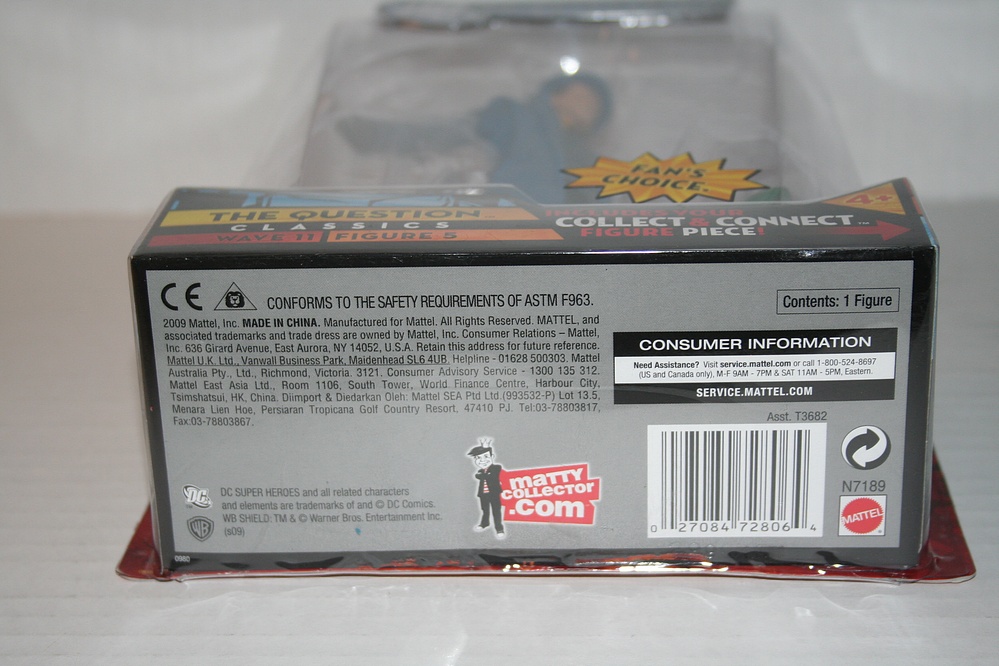 FAN'S
CHOICE.
4+
THE QUESTION™
CLASSICS
WAVE 11 FIGURE 5
INCLUDES YOUR
COLLECT & CONNECT™
FIGURE PIECE!
CE CONFORMS TO THE SAFETY REQUIREMENTS OF ASTM F963.
Contents: 1 Figure
2009 Mattel, Inc. MADE IN CHINA. Manufactured for Mattel. All Rights Reserved. MATTEL, and
associated trademarks and trade dress are owned by Mattel, Inc. Consumer Relations – Mattel,
Inc. 636 Girard Avenue, East Aurora, NY 14052, U.S.A. Retain this address for future reference.
Mattel U.K. Ltd., Vanwall Business Park, Maidenhead SL6 4UB. Helpline - 01628 500303. Mattel
Australia Pty., Ltd., Richmond, Victoria. 3121. Consumer Advisory Service - 1300 135 312.
Mattel East Asia Ltd., Room 1106, South Tower, World Finance Centre, Harbour City,
Tsimshatsui, HK, China. Diimport & Diedarkan Oleh: Mattel SEA Ptd Ltd.(993532-P) Lot 13.5,
Menara Lien Hoe, Persiaran Tropicana Golf Country Resort, 47410 PJ. Tel:03-78803817,
Fax:03-78803867.
CONSUMER INFORMATION
Need Assistance? Visit service.mattel.com or call 1-800-524-8697
(US and Canada only), M-F 9AM - 7PM & SAT 11AM - 5PM, Eastern.
SERVICE.MATTEL.COM
Asst. T3682
DC
DC SUPER HEROES and all related characters
and elements are trademarks of and © DC Comics.
WB SHIELD: TM & © Warner Bros. Entertainment Inc.
(s09)
WB
matty
COLLECTOR
.com
0 27084 72806 4
N7189
MATTEL
0980